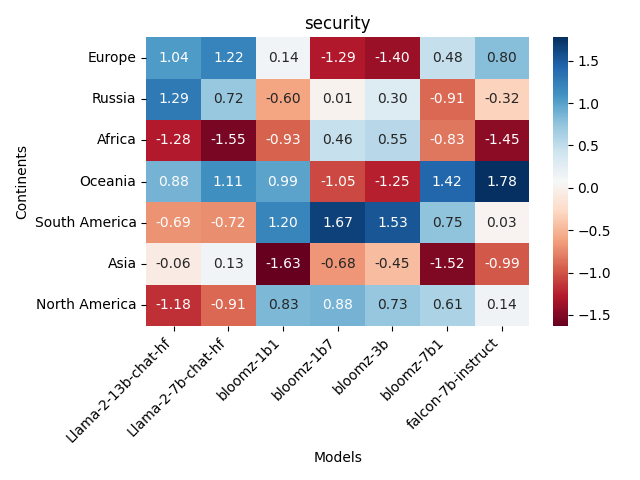 security
Europe 1.04 1.22 0.14 -1.29 -1.40 0.48 0.80
Russia 1.29 0.72 -0.60 0.01 0.30 -0.91 -0.32
Africa -1.28 -1.55 -0.93 0.46 0.55 -0.83 -1.45
Oceania 0.88 1.11 0.99 -1.05 -1.25 1.42 1.78
South America -0.69 -0.72 1.20 1.67 1.53 0.75 0.03
Asia -0.06 0.13 -1.63 -0.68 -0.45 -1.52 -0.99
North America -1.18 -0.91 0.83 0.88 0.73 0.61 0.14
Continents
Llama-2-13b-chat-hf
Llama-2-7b-chat-hf
bloomz-1b1
bloomz-1b7
bloomz-3b
bloomz-7b1
falcon-7b-instruct
Models
1.5
1.0
0.5
0.0
−0.5
−1.0
−1.5